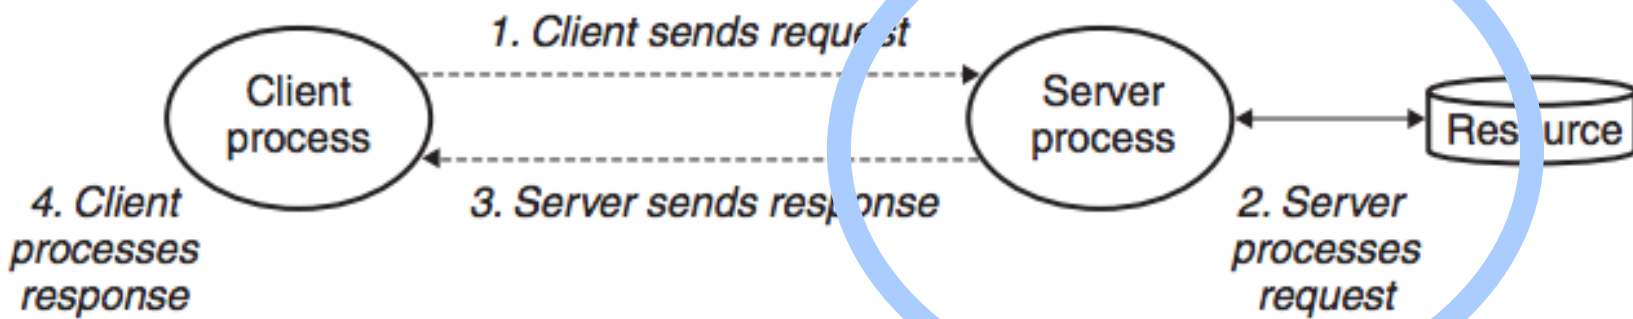 1. Client sends request
Client
process
Server
process
Resource
3. Server sends response
4. Client
processes
response
2. Server
processes
request